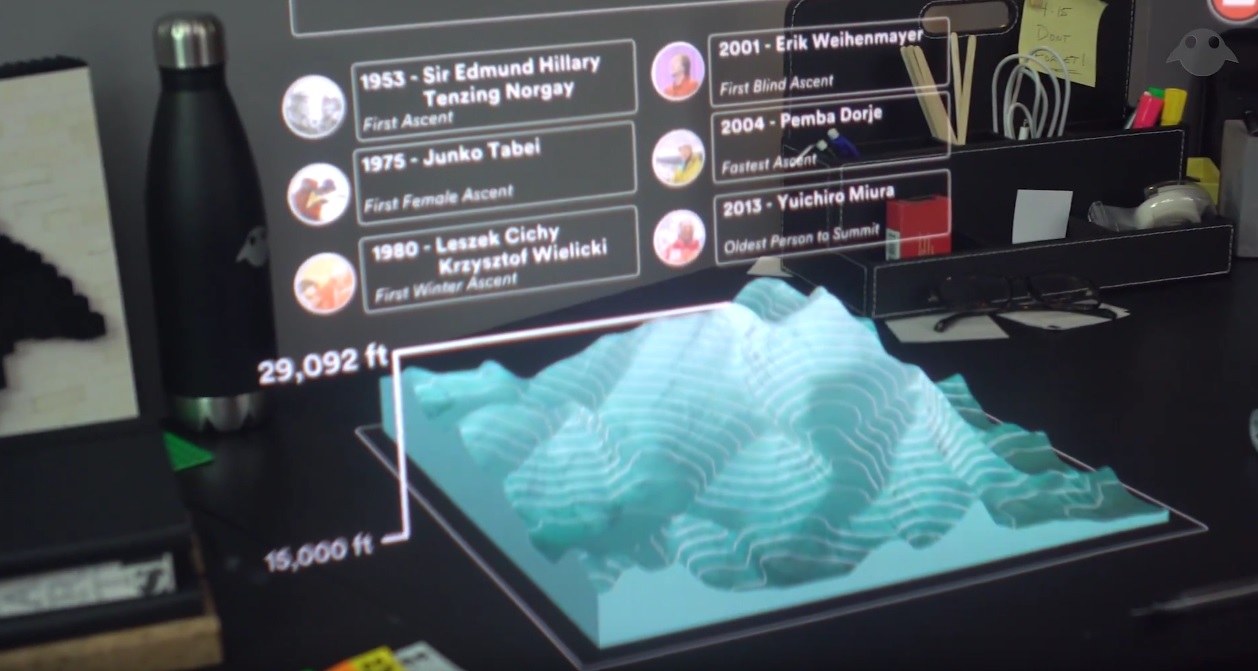 1953 - Sir Edmund Hillary
Tenzing Norgay
First Ascent
1975 - Junko Tabei
First Female Ascent
1980 - Leszek Cichy
Krzysztof Wielicki
First Winter Ascent
2001 - Erik Weihenmayer
First Blind Ascent
2004 - Pemba Dorje
Fastest Ascent
2013 - Yuichiro Miura
Oldest Person to Summit
29,092 ft
15,000 ft